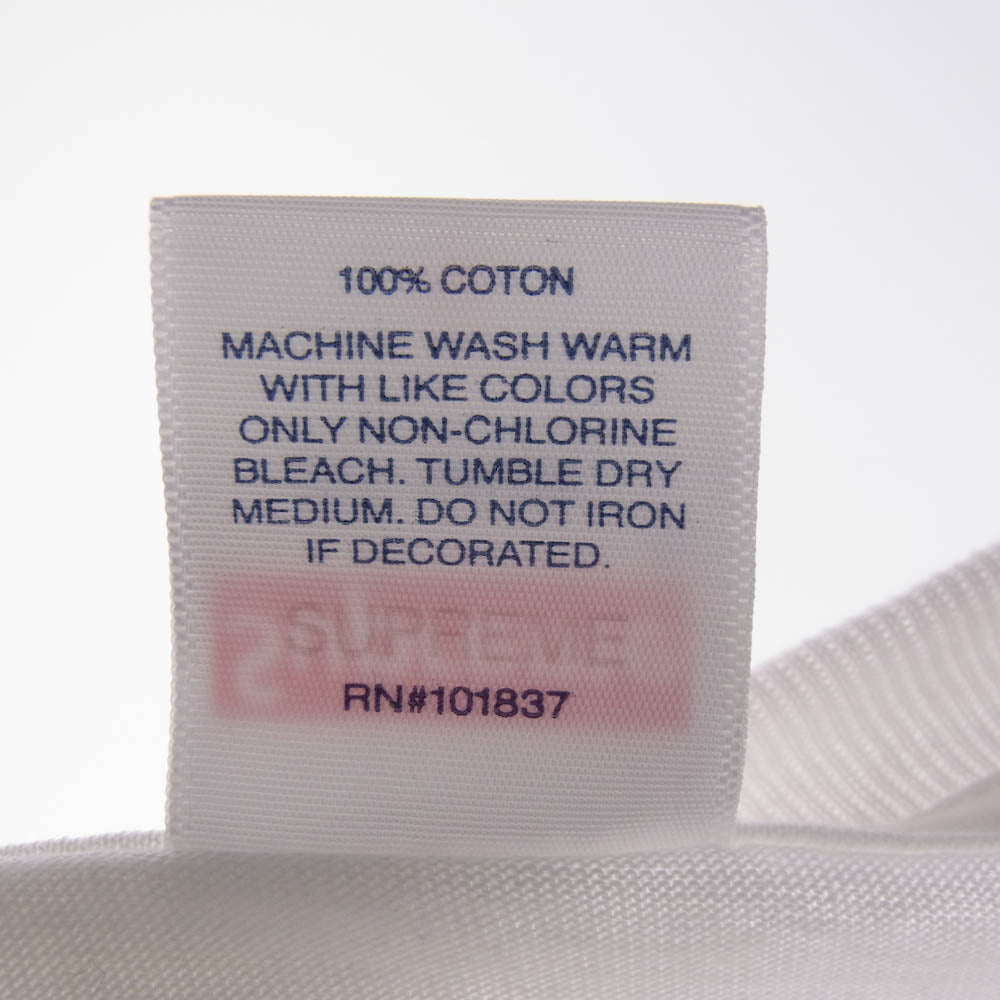 100% COTON
MACHINE WASH WARM
WITH LIKE COLORS
ONLY NON-CHLORINE
BLEACH. TUMBLE DRY
MEDIUM. DO NOT IRON
IF DECORATED.
SUPREME
RN#101837